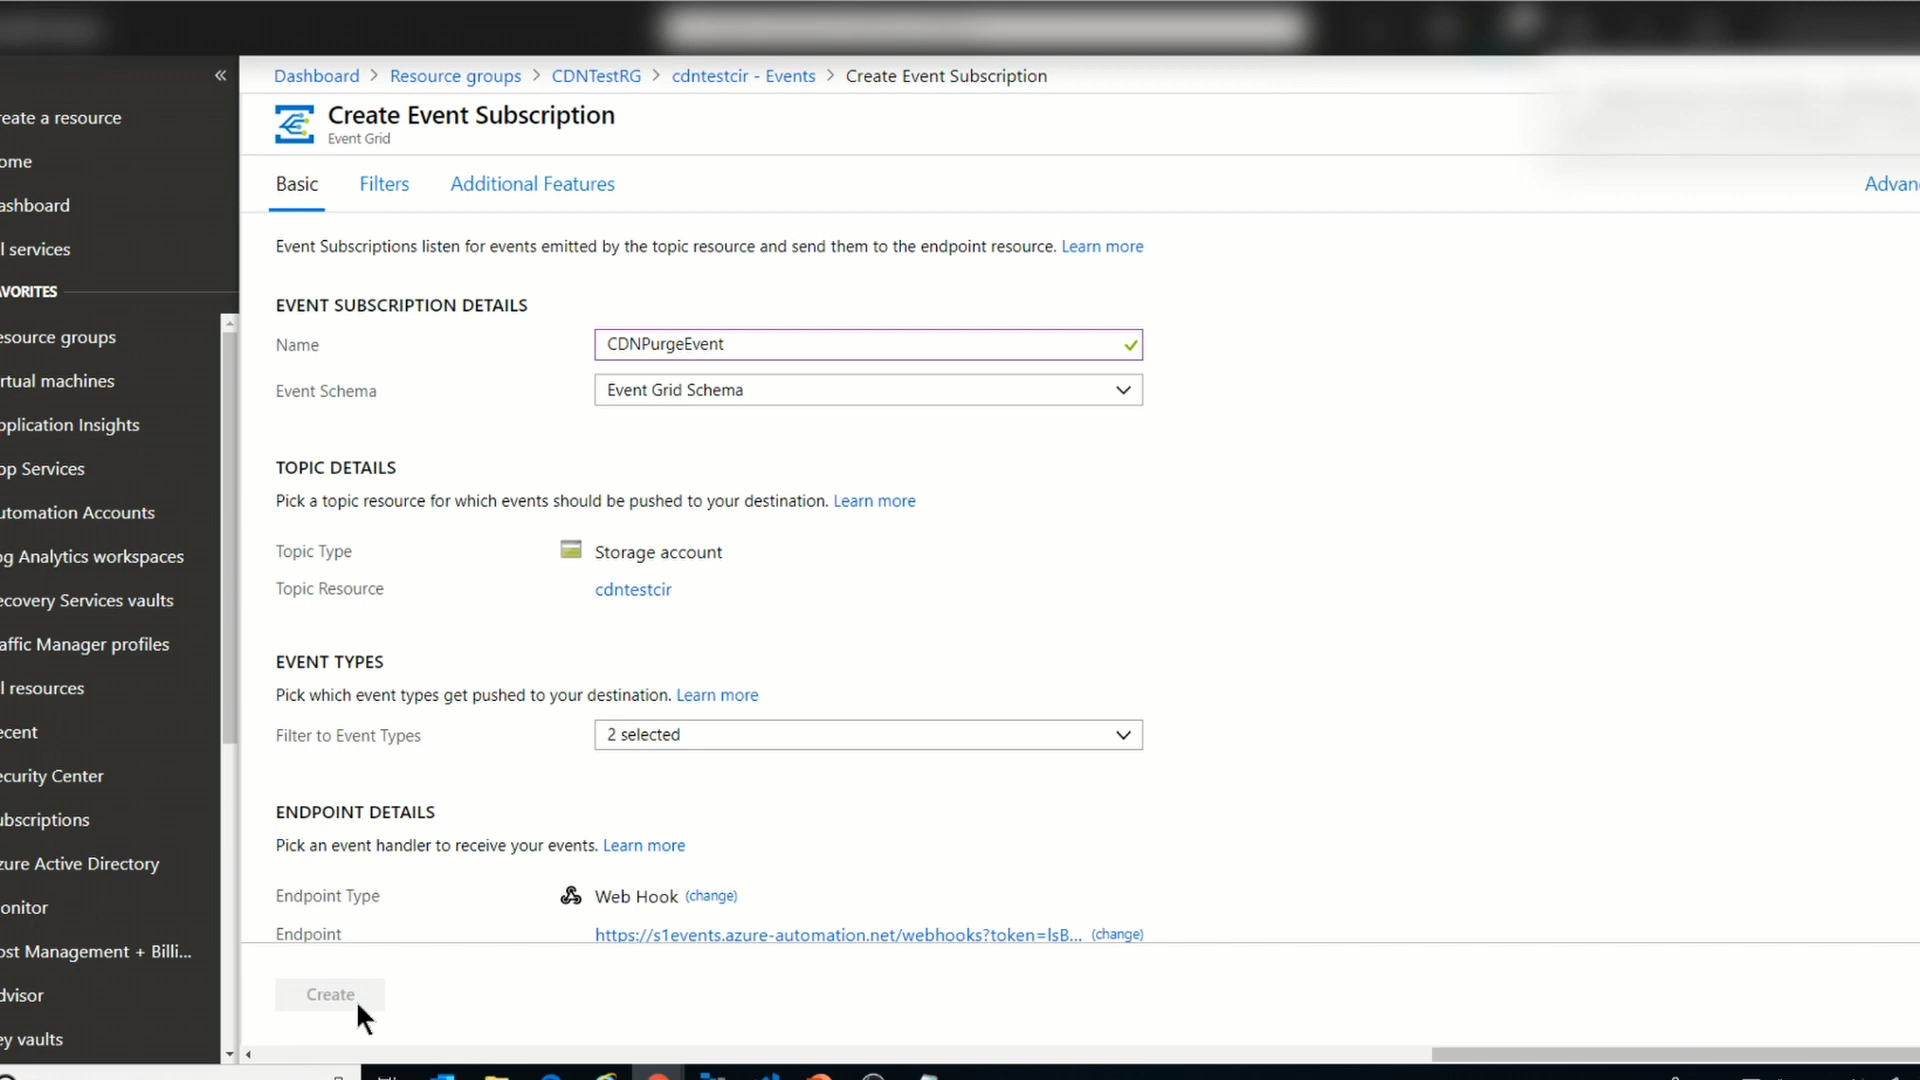 «
Dashboard > Resource groups > CDNTestRG > cdntestcir - Events > Create Event Subscription
Create Event Subscription
Event Grid
Basic Filters Additional Features Advan
reate a resource
ome
ashboard
l services
AVORITES
esource groups
rtual machines
pplication Insights
pp Services
utomation Accounts
og Analytics workspaces
ecovery Services vaults
affic Manager profiles
l resources
ecent
ecurity Center
ubscriptions
zure Active Directory
onitor
ost Management + Billi...
dvisor
ey vaults
Event Subscriptions listen for events emitted by the topic resource and send them to the endpoint resource. Learn more
EVENT SUBSCRIPTION DETAILS
Name CDNPurgeEvent
Event Schema Event Grid Schema
TOPIC DETAILS
Pick a topic resource for which events should be pushed to your destination. Learn more
Topic Type Storage account
Topic Resource cdntestcir
EVENT TYPES
Pick which event types get pushed to your destination. Learn more
Filter to Event Types 2 selected
ENDPOINT DETAILS
Pick an event handler to receive your events. Learn more
Endpoint Type Web Hook (change)
Endpoint https://s1events.azure-automation.net/webhooks?token=lsB... (change)
Create